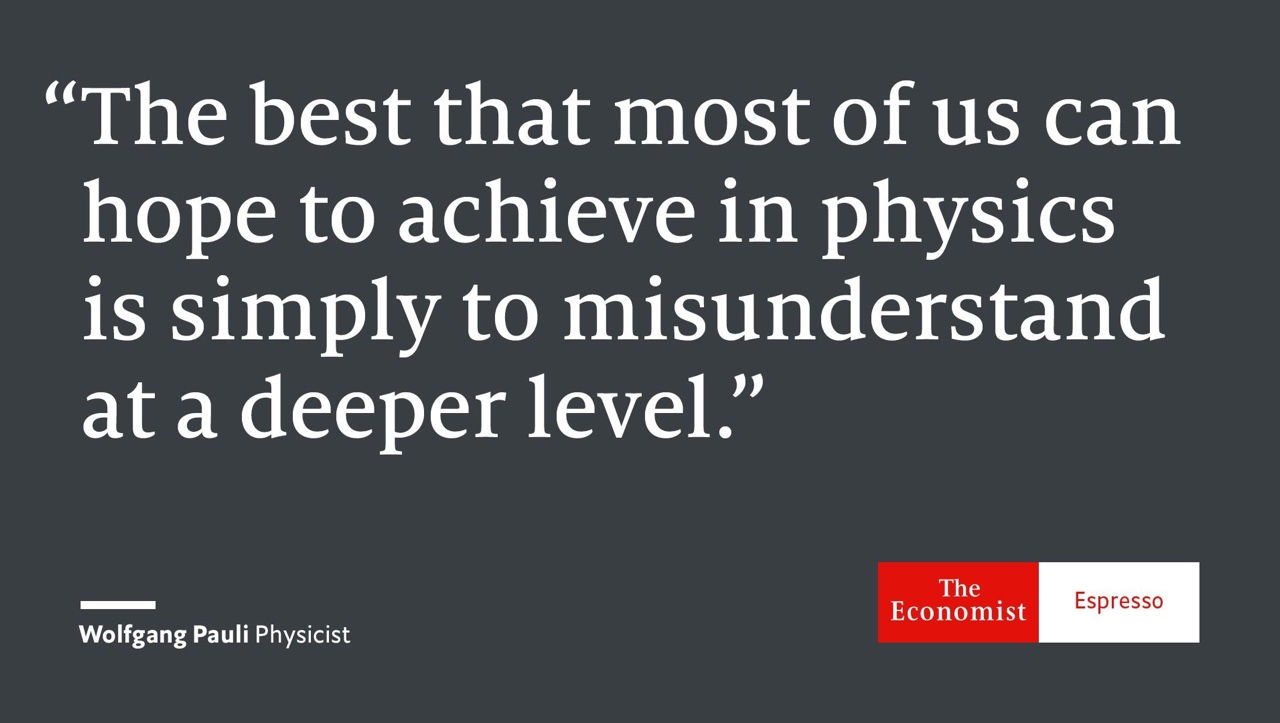 “The best that most of us can
hope to achieve in physics
is simply to misunderstand
at a deeper level.”
Wolfgang Pauli Physicist
The
Economist
Espresso